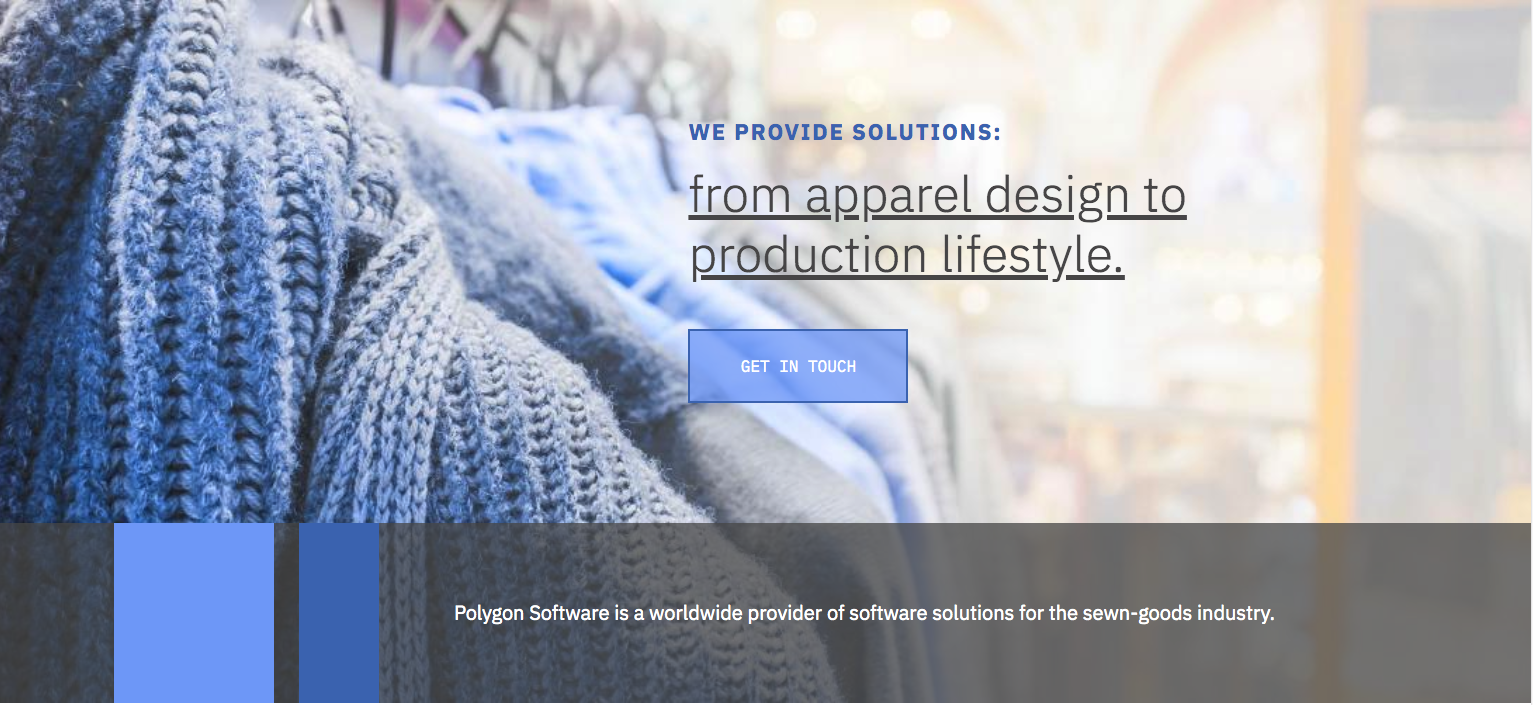 WE PROVIDE SOLUTIONS:
from apparel design to
production lifestyle.
GET IN TOUCH
Polygon Software is a worldwide provider of software solutions for the sewn-goods industry.